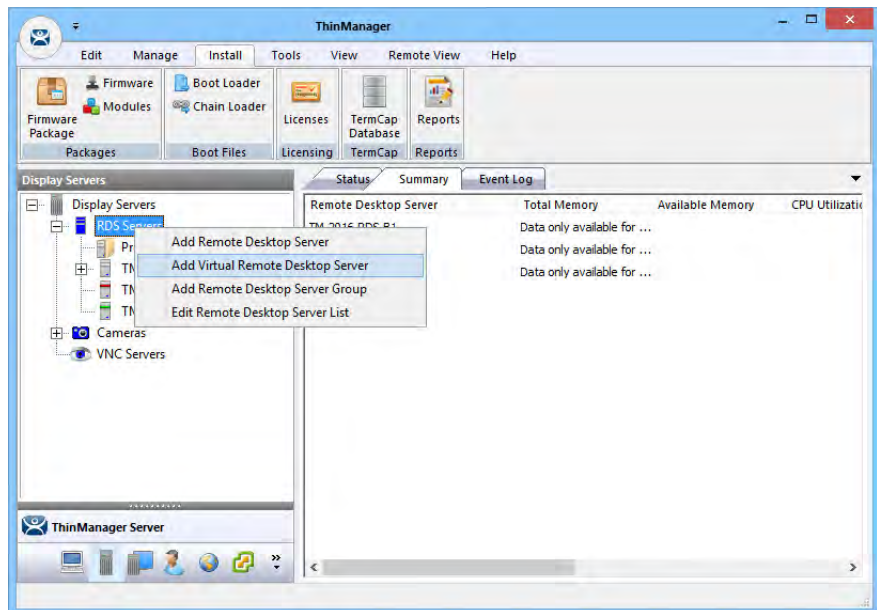 ThinManager
Edit Manage Install Tools View Remote View Help
Firmware Boot Loader
Modules Chain Loader
Firmware Package Licenses TermCap Database Reports
Packages Boot Files Licensing TermCap Reports
Display Servers Status Summary Event Log
Display Servers Remote Desktop Server Total Memory Available Memory CPU Utilizatic
RDS Servers Data only available for ...
Pr Add Remote Desktop Server Data only available for ...
TM Add Virtual Remote Desktop Server Data only available for ...
Add Remote Desktop Server Group
Edit Remote Desktop Server List
Cameras
VNC Servers
ThinManager Server